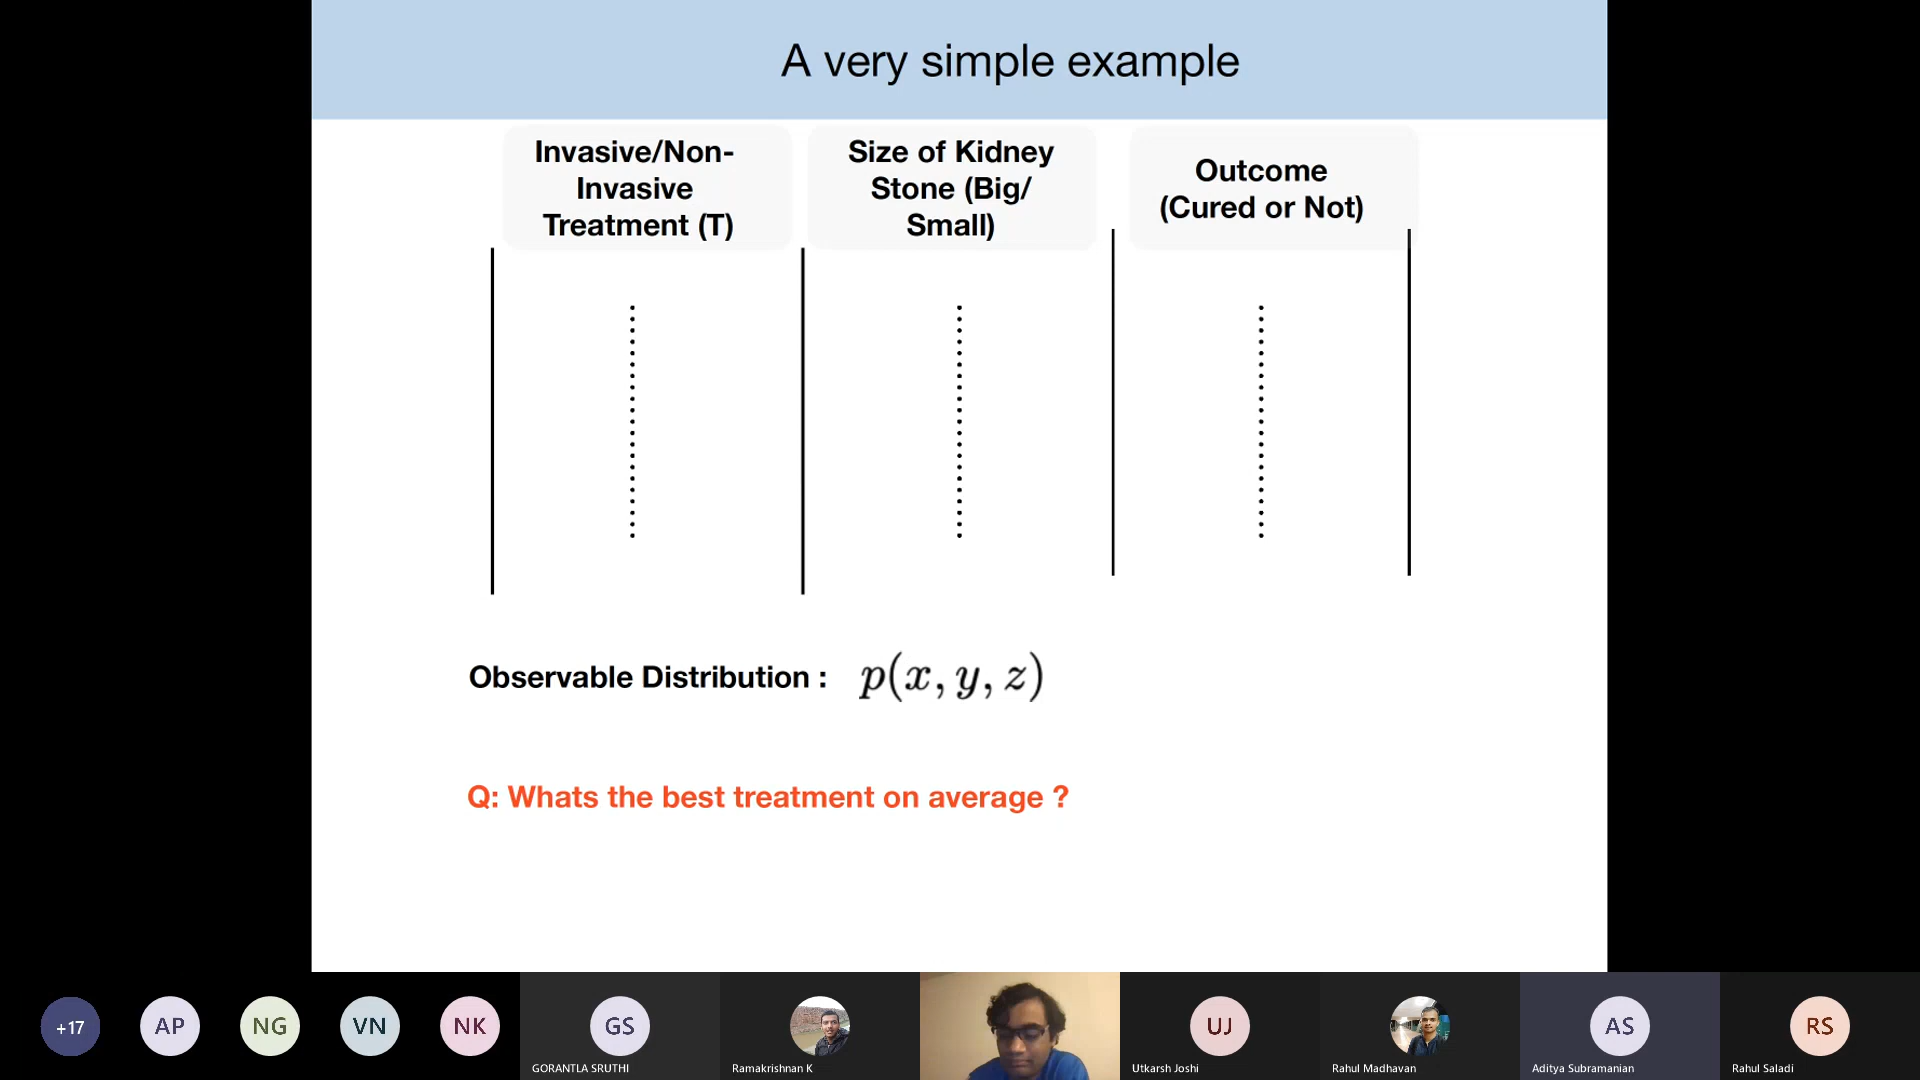 A very simple example
Invasive/Non-
Invasive
Treatment (T)
Size of Kidney
Stone (Big/
Small)
Outcome
(Cured or Not)
Observable Distribution : p(x, y, z)
Q: Whats the best treatment on average ?
+17
AP
NG
VN
NK
GS
GORANTLA SRUTHI
Ramakrishnan K
UJ
Utkarsh Joshi
Rahul Madhavan
AS
Aditya Subramanian
RS
Rahul Saladi